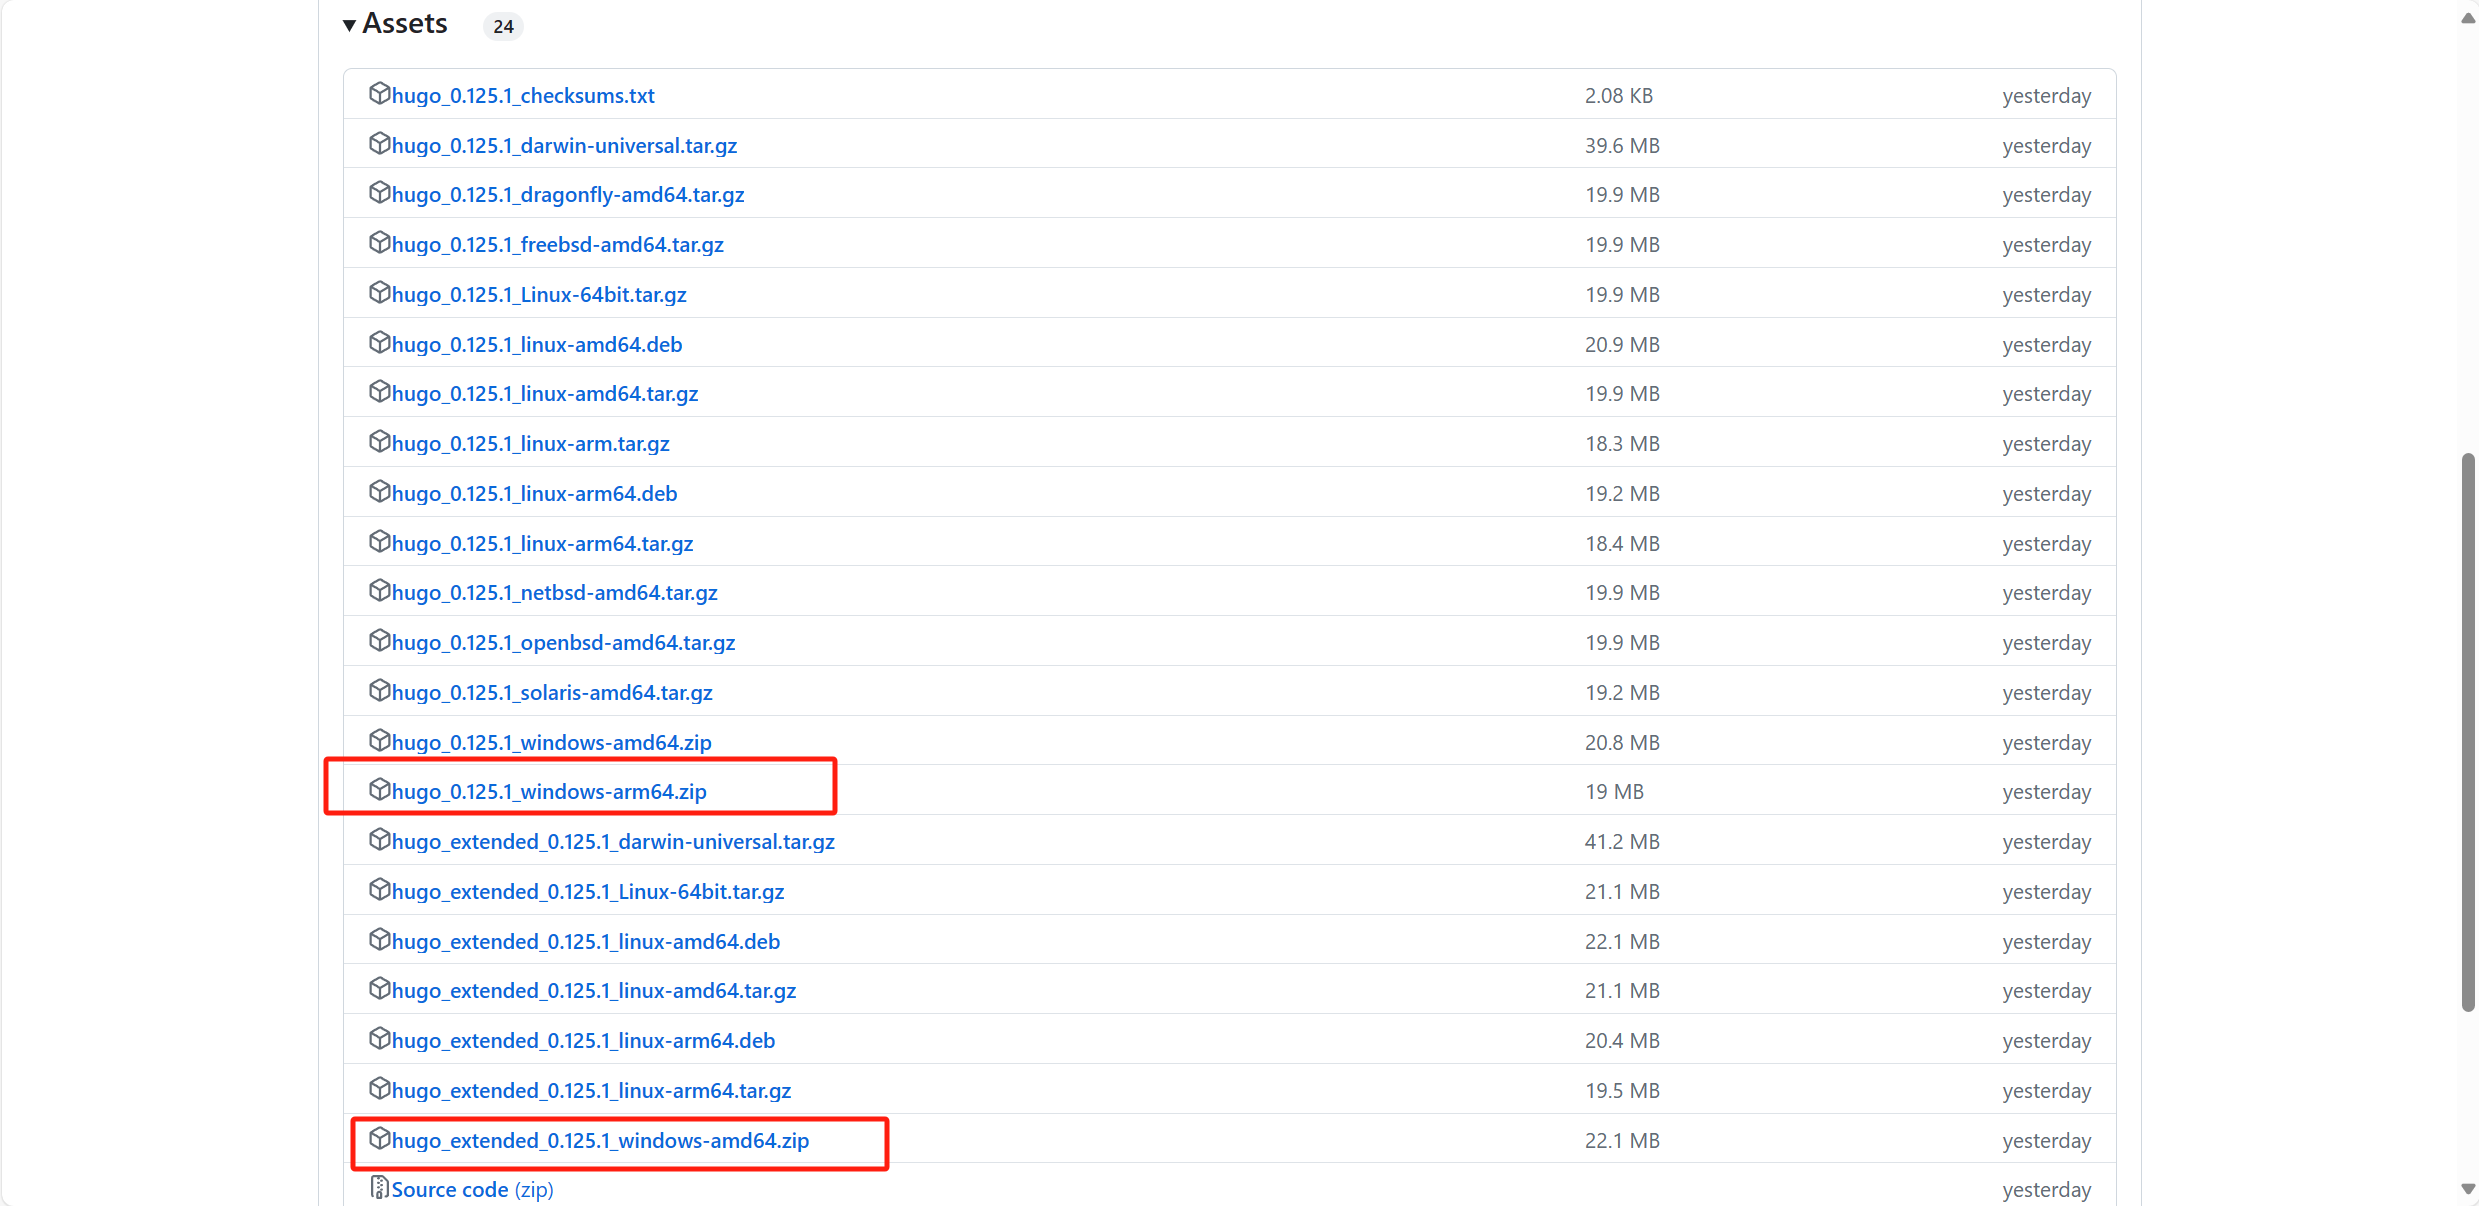 Assets 24
hugo_0.125.1_checksums.txt 2.08 KB yesterday
hugo_0.125.1_darwin-universal.tar.gz 39.6 MB yesterday
hugo_0.125.1_dragonfly-amd64.tar.gz 19.9 MB yesterday
hugo_0.125.1_freebsd-amd64.tar.gz 19.9 MB yesterday
hugo_0.125.1_Linux-64bit.tar.gz 19.9 MB yesterday
hugo_0.125.1_linux-amd64.deb 20.9 MB yesterday
hugo_0.125.1_linux-amd64.tar.gz 19.9 MB yesterday
hugo_0.125.1_linux-arm.tar.gz 18.3 MB yesterday
hugo_0.125.1_linux-arm64.deb 19.2 MB yesterday
hugo_0.125.1_linux-arm64.tar.gz 18.4 MB yesterday
hugo_0.125.1_netbsd-amd64.tar.gz 19.9 MB yesterday
hugo_0.125.1_openbsd-amd64.tar.gz 19.9 MB yesterday
hugo_0.125.1_solaris-amd64.tar.gz 19.2 MB yesterday
hugo_0.125.1_windows-amd64.zip 20.8 MB yesterday
hugo_0.125.1_windows-arm64.zip 19 MB yesterday
hugo_extended_0.125.1_darwin-universal.tar.gz 41.2 MB yesterday
hugo_extended_0.125.1_Linux-64bit.tar.gz 21.1 MB yesterday
hugo_extended_0.125.1_linux-amd64.deb 22.1 MB yesterday
hugo_extended_0.125.1_linux-amd64.tar.gz 21.1 MB yesterday
hugo_extended_0.125.1_linux-arm64.deb 20.4 MB yesterday
hugo_extended_0.125.1_linux-arm64.tar.gz 19.5 MB yesterday
hugo_extended_0.125.1_windows-amd64.zip 22.1 MB yesterday
Source code (zip) yesterday